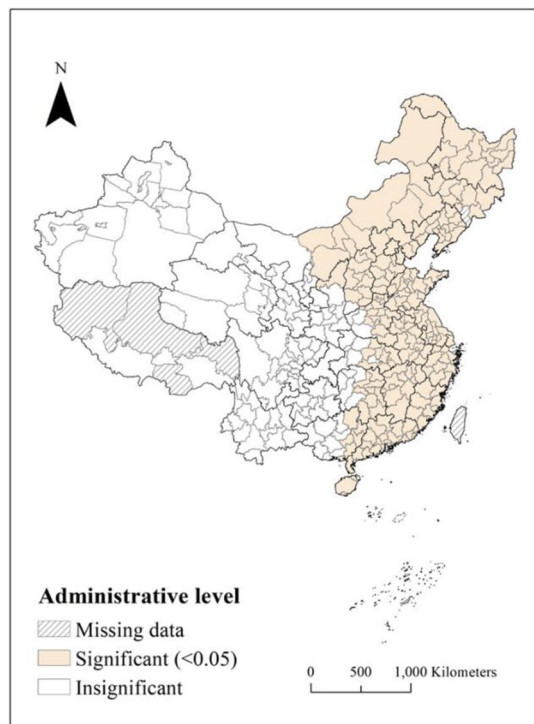 N
Administrative level
Missing data
Significant (<0.05)
Insignificant
0 500 1,000 Kilometers